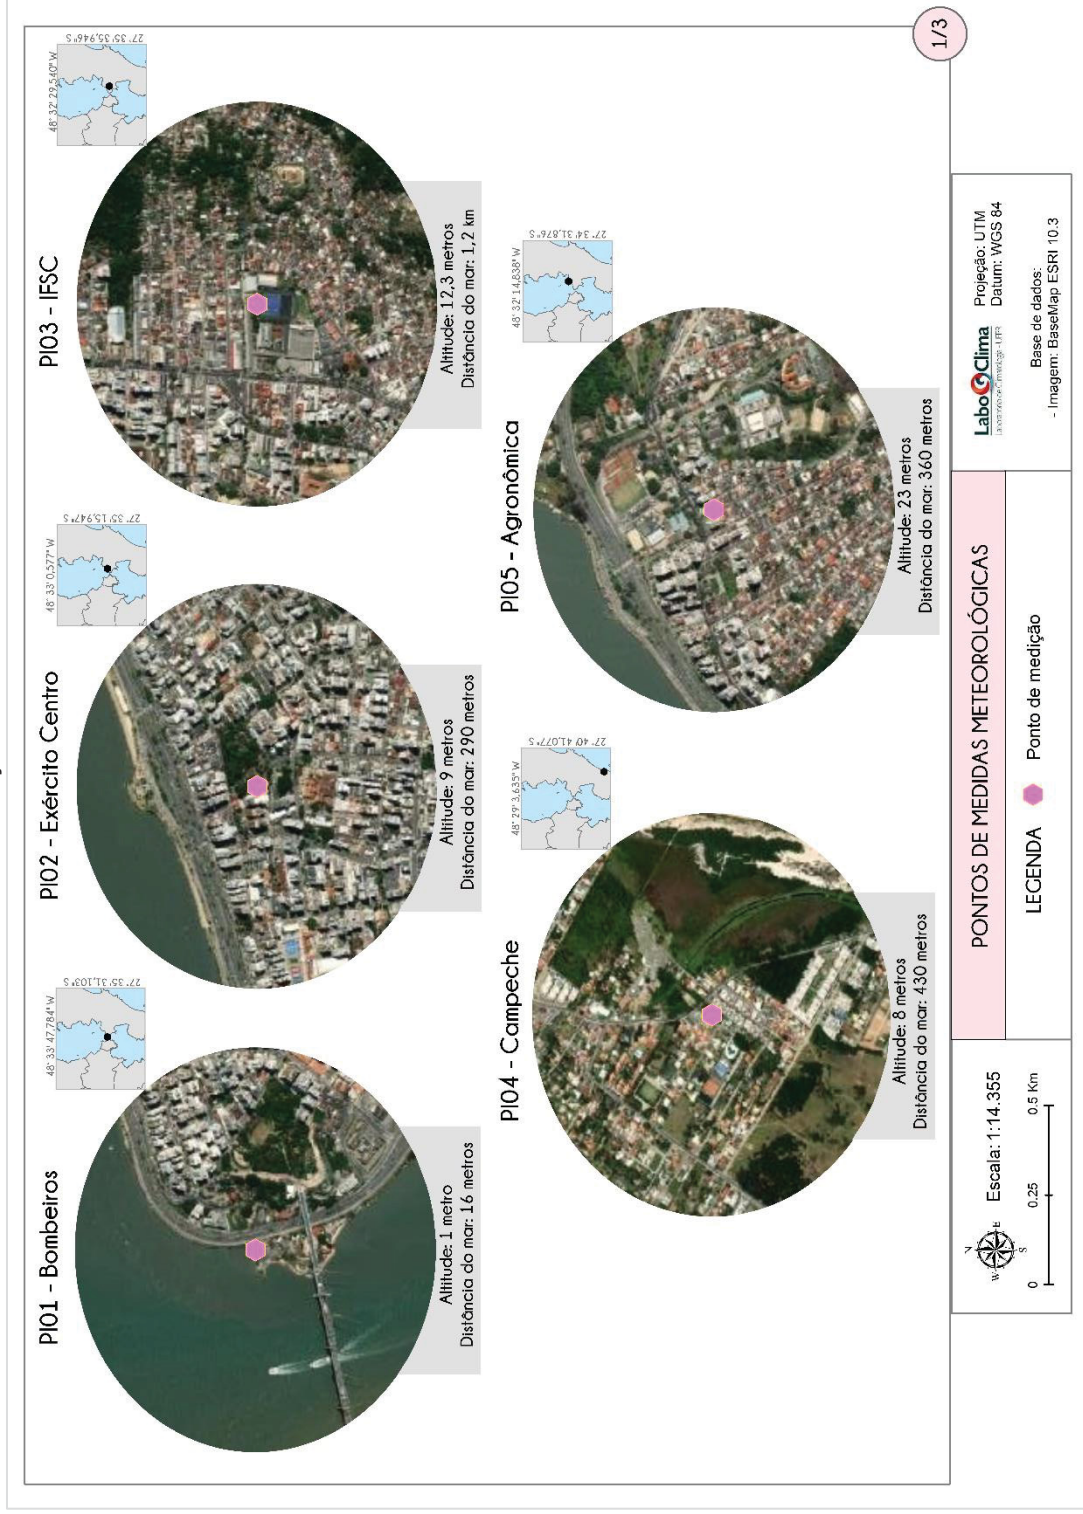 1/3
PI01 - Bombeiros
48° 33' 47,784" W
27° 35' 31,103" S
Altitude: 1 metro
Distância do mar: 16 metros
PI02 - Exército Centro
48° 33' 0,577" W
27° 35' 15,947" S
Altitude: 9 metros
Distância do mar: 290 metros
PI03 - IFSC
48° 32' 29,540" W
27° 35' 35,946" S
Altitude: 12,3 metros
Distância do mar: 1,2 km
PI04 - Campeche
48° 29' 3,635" W
27° 40' 41,077" S
Altitude: 8 metros
Distância do mar: 430 metros
PI05 - Agronômica
48° 32' 14,838" W
27° 34' 31,876" S
Altitude: 23 metros
Distância do mar: 360 metros
N
W E
S
Escala: 1:14.355
0 0.25 0.5 Km
PONTOS DE MEDIDAS METEOROLÓGICAS
LEGENDA Ponto de medição
LaboClima
Laboratório de Climatologia - UFPR
Projeção: UTM
Datum: WGS 84
Base de dados:
- Imagem: BaseMap ESRI 10.3